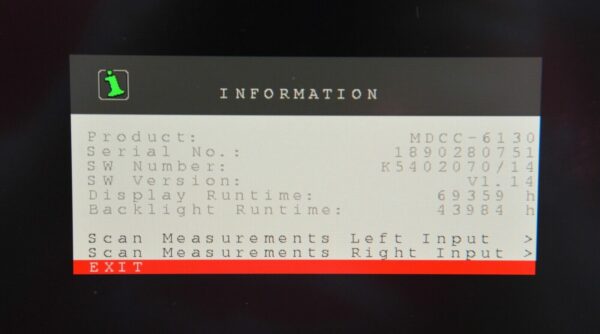 INFORMATION
Product: MDCC-6130
Serial No.: 1890280751
SW Number: K5402070/14
SW Version: V1.14
Display Runtime: 69359 h
Backlight Runtime: 43984 h
Scan Measurements Left Input >
Scan Measurements Right Input >
EXIT